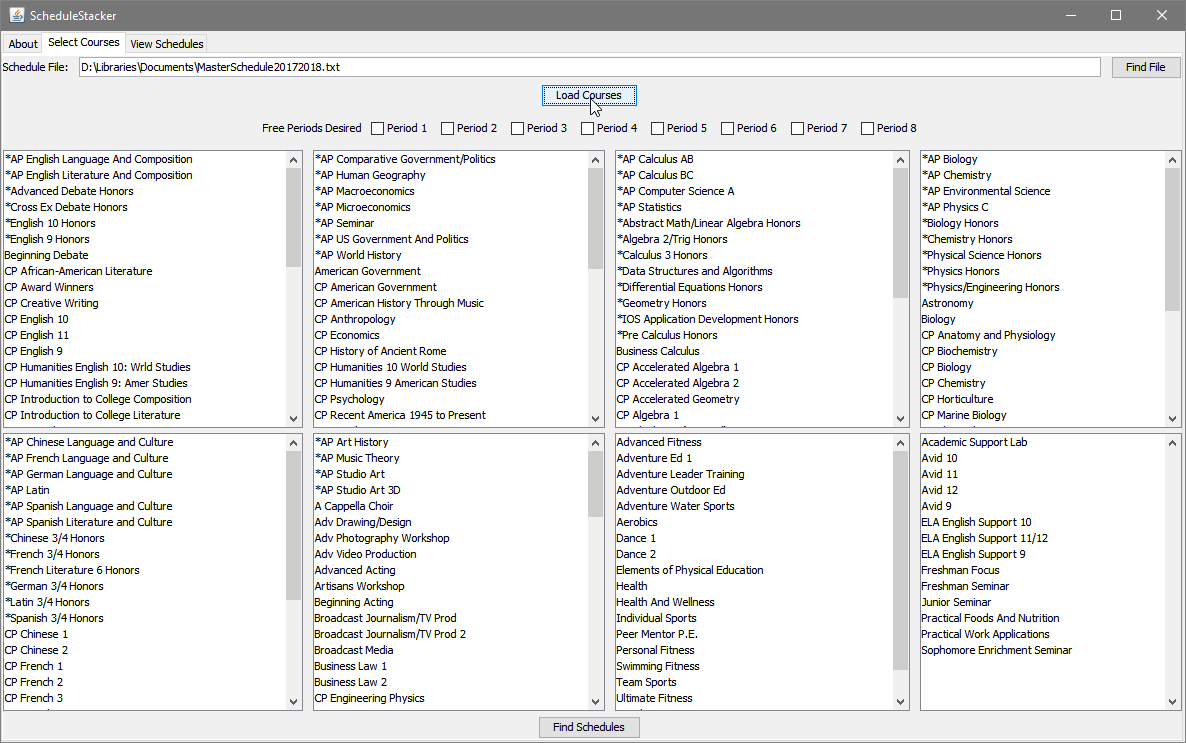 ScheduleStacker
About Select Courses View Schedules
Schedule File: D:\Libraries\Documents\MasterSchedule20172018.txt Find File
Load Courses
Free Periods Desired Period 1 Period 2 Period 3 Period 4 Period 5 Period 6 Period 7 Period 8
*AP English Language And Composition
*AP English Literature And Composition
*Advanced Debate Honors
*Cross Ex Debate Honors
*English 10 Honors
*English 9 Honors
Beginning Debate
CP African-American Literature
CP Award Winners
CP Creative Writing
CP English 10
CP English 11
CP English 9
CP Humanities English 10: Wrld Studies
CP Humanities English 9: Amer Studies
CP Introduction to College Composition
CP Introduction to College Literature
*AP Comparative Government/Politics
*AP Human Geography
*AP Macroeconomics
*AP Microeconomics
*AP Seminar
*AP US Government And Politics
*AP World History
American Government
CP American Government
CP American History Through Music
CP Anthropology
CP Economics
CP History of Ancient Rome
CP Humanities 10 World Studies
CP Humanities 9 American Studies
CP Psychology
CP Recent America 1945 to Present
*AP Calculus AB
*AP Calculus BC
*AP Computer Science A
*AP Statistics
*Abstract Math/Linear Algebra Honors
*Algebra 2/Trig Honors
*Calculus 3 Honors
*Data Structures and Algorithms
*Differential Equations Honors
*Geometry Honors
*IOS Application Development Honors
*Pre Calculus Honors
Business Calculus
CP Accelerated Algebra 1
CP Accelerated Algebra 2
CP Accelerated Geometry
CP Algebra 1
*AP Biology
*AP Chemistry
*AP Environmental Science
*AP Physics C
*Biology Honors
*Chemistry Honors
*Physical Science Honors
*Physics Honors
*Physics/Engineering Honors
Astronomy
Biology
CP Anatomy and Physiology
CP Biochemistry
CP Biology
CP Chemistry
CP Horticulture
CP Marine Biology
*AP Chinese Language and Culture
*AP French Language and Culture
*AP German Language and Culture
*AP Latin
*AP Spanish Language and Culture
*AP Spanish Literature and Culture
*Chinese 3/4 Honors
*French 3/4 Honors
*French Literature 6 Honors
*German 3/4 Honors
*Latin 3/4 Honors
*Spanish 3/4 Honors
CP Chinese 1
CP Chinese 2
CP French 1
CP French 2
CP French 3
*AP Art History
*AP Music Theory
*AP Studio Art
*AP Studio Art 3D
A Cappella Choir
Adv Drawing/Design
Adv Photography Workshop
Adv Video Production
Advanced Acting
Artisans Workshop
Beginning Acting
Broadcast Journalism/TV Prod
Broadcast Journalism/TV Prod 2
Broadcast Media
Business Law 1
Business Law 2
CP Engineering Physics
Advanced Fitness
Adventure Ed 1
Adventure Leader Training
Adventure Outdoor Ed
Adventure Water Sports
Aerobics
Dance 1
Dance 2
Elements of Physical Education
Health
Health And Wellness
Individual Sports
Peer Mentor P.E.
Personal Fitness
Swimming Fitness
Team Sports
Ultimate Fitness
Academic Support Lab
Avid 10
Avid 11
Avid 12
Avid 9
ELA English Support 10
ELA English Support 11/12
ELA English Support 9
Freshman Focus
Freshman Seminar
Junior Seminar
Practical Foods And Nutrition
Practical Work Applications
Sophomore Enrichment Seminar
Find Schedules